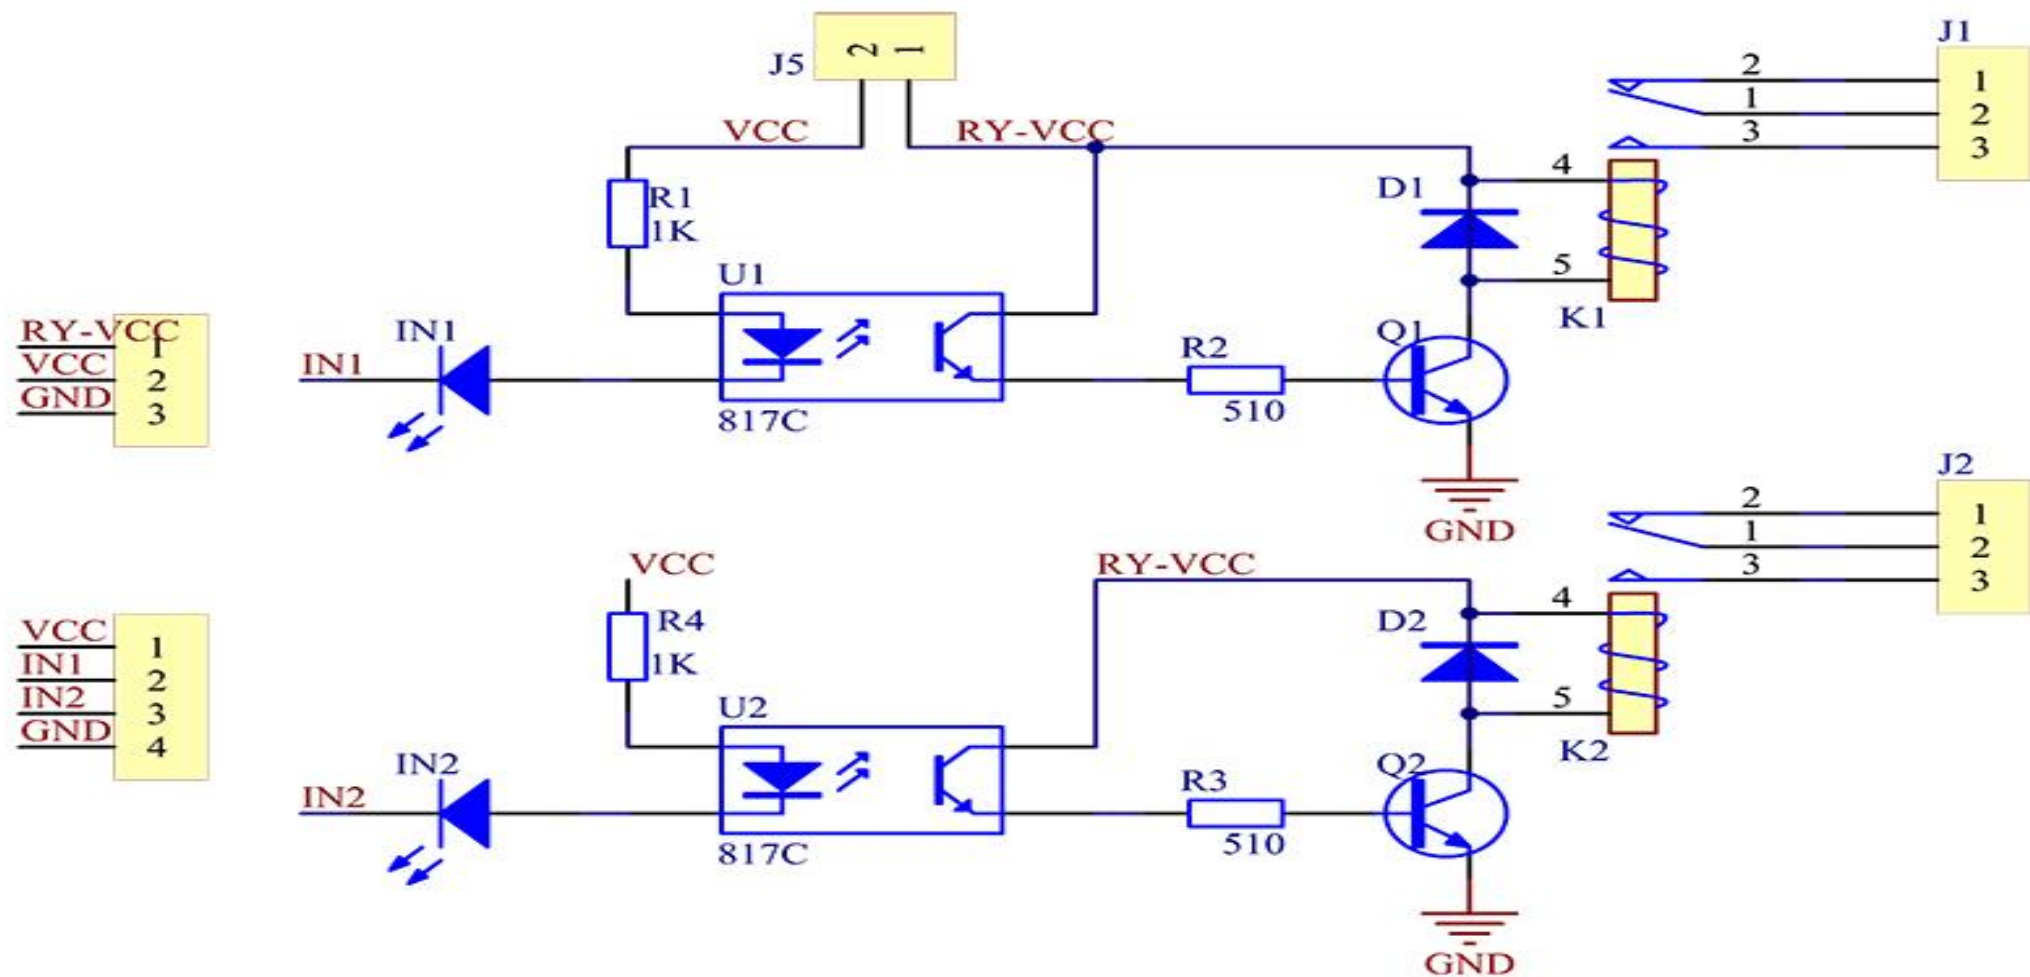 J5
2 1
VCC
RY-VCC
J1
2
1
3
1
2
3
R1
1K
D1
4
5
K1
U1
817C
RY-VCC
VCC
GND
1
2
3
IN1
IN1
R2
510
Q1
GND
J2
2
1
3
1
2
3
VCC
RY-VCC
R4
1K
D2
4
5
K2
U2
817C
VCC
IN1
IN2
GND
1
2
3
4
IN2
IN2
R3
510
Q2
GND